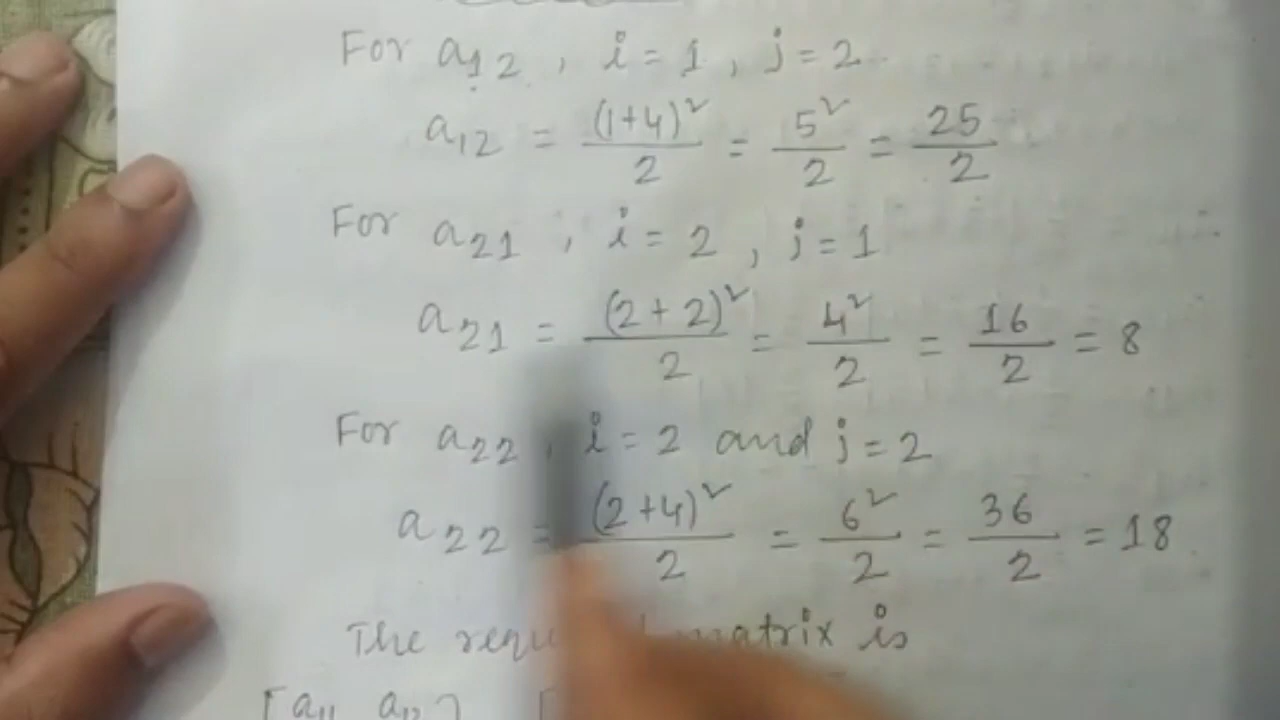 For a₁₂ , i = 1 , j = 2
a₁₂ = (1+4)²/2 = 5²/2 = 25/2
For a₂₁ , i = 2 , j = 1
a₂₁ = (2+2)²/2 = 4²/2 = 16/2 = 8
For a₂₂ , i = 2 and j = 2
a₂₂ = (2+4)²/2 = 6²/2 = 36/2 = 18
The matrix is
[a₁₁ a₁₂] [